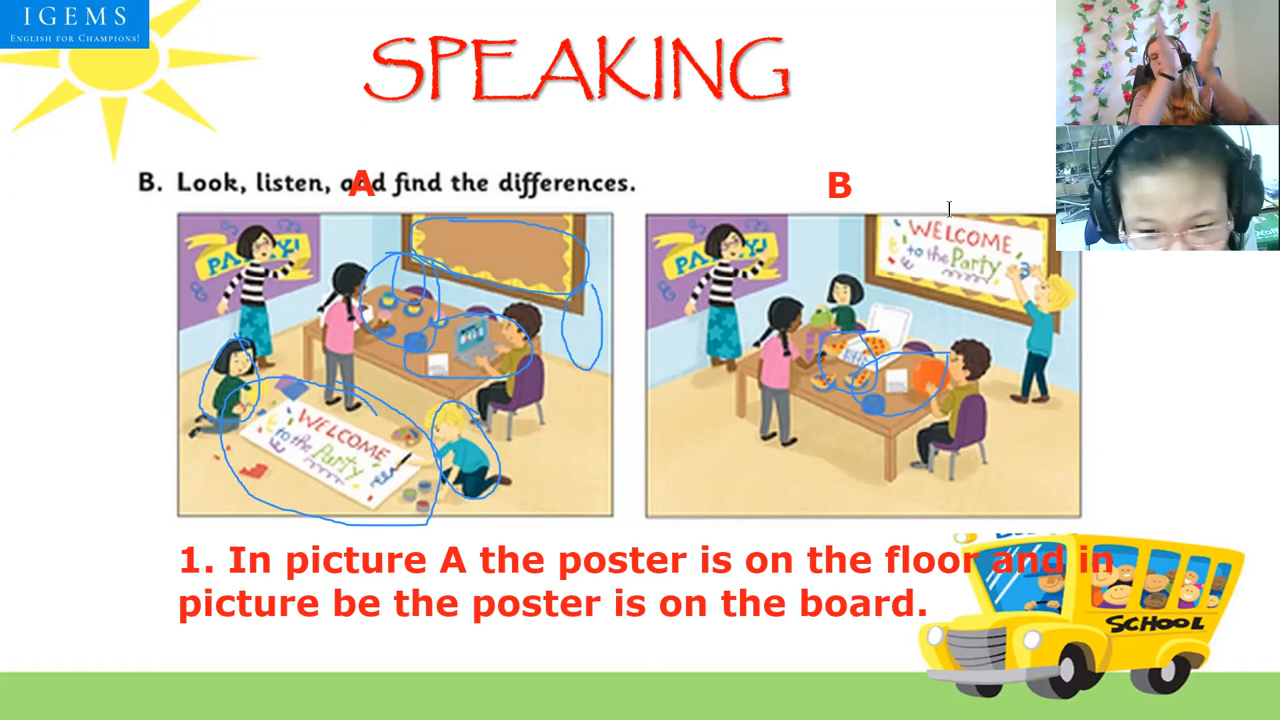 IGEMS
ENGLISH FOR CHAMPIONS!
SPEAKING
B. Look, listen, and find the differences.
A
B
PARTY!
WELCOME
to the Party
PARTY!
WELCOME
to the Party
1. In picture A the poster is on the floor and in
picture be the poster is on the board.
SCHOOL